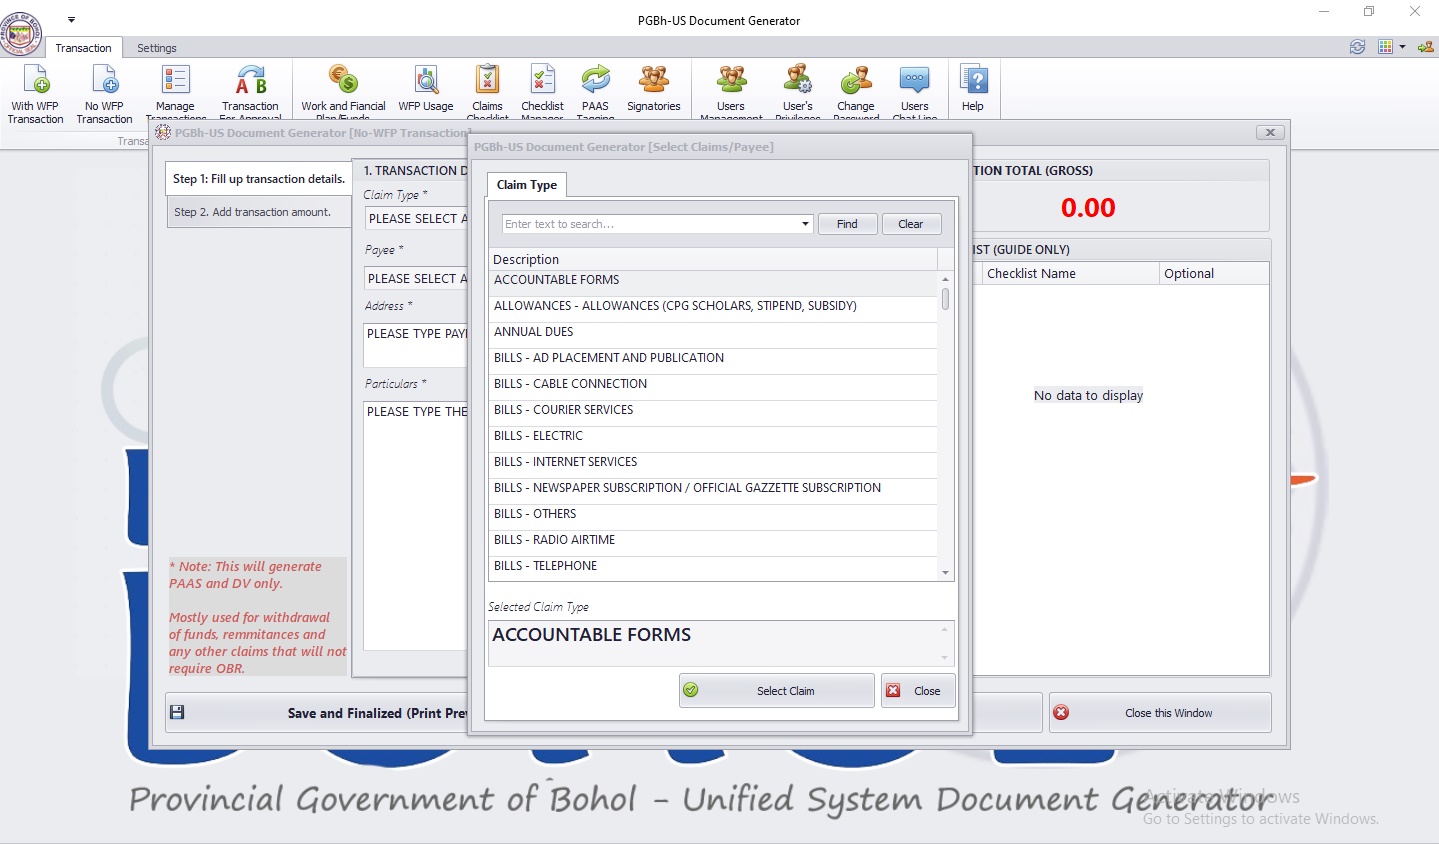 PGBh-US Document Generator
Transaction
Settings
With WFP
Transaction
No WFP
Transaction
Manage
Transactions
Transaction
For Approval
Work and Fiancial
Plan/Funds
WFP Usage
Claims
Checklist
Checklist
Manager
PAAS
Tagging
Signatories
Users
Management
User's
Privileges
Change
Password
Users
Chat Line
Help
Transa
PGBh-US Document Generator [No-WFP Transaction]
Step 1: Fill up transaction details.
Step 2. Add transaction amount.
* Note: This will generate
PAAS and DV only.
Mostly used for withdrawal
of funds, remmitances and
any other claims that will not
require OBR.
1. TRANSACTION D
Claim Type *
PLEASE SELECT A
Payee *
PLEASE SELECT A
Address *
PLEASE TYPE PAY
Particulars *
PLEASE TYPE THE
PGBh-US Document Generator [Select Claims/Payee]
Claim Type
Enter text to search...
Find
Clear
Description
ACCOUNTABLE FORMS
ALLOWANCES - ALLOWANCES (CPG SCHOLARS, STIPEND, SUBSIDY)
ANNUAL DUES
BILLS - AD PLACEMENT AND PUBLICATION
BILLS - CABLE CONNECTION
BILLS - COURIER SERVICES
BILLS - ELECTRIC
BILLS - INTERNET SERVICES
BILLS - NEWSPAPER SUBSCRIPTION / OFFICIAL GAZZETTE SUBSCRIPTION
BILLS - OTHERS
BILLS - RADIO AIRTIME
BILLS - TELEPHONE
Selected Claim Type
ACCOUNTABLE FORMS
Select Claim
Close
TION TOTAL (GROSS)
0.00
IST (GUIDE ONLY)
Checklist Name
Optional
No data to display
Save and Finalized (Print Prev
Close this Window
Provincial Government of Bohol - Unified System Document Generator
Activate Windows
Go to Settings to activate Windows.